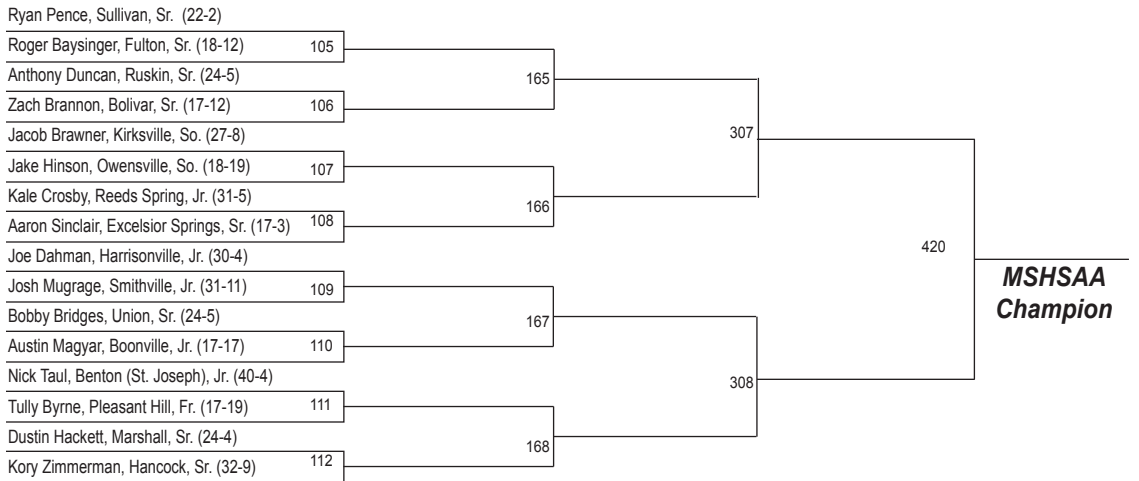 Ryan Pence, Sullivan, Sr. (22-2)
Roger Baysinger, Fulton, Sr. (18-12) 105
Anthony Duncan, Ruskin, Sr. (24-5) 165
Zach Brannon, Bolivar, Sr. (17-12) 106
Jacob Brawner, Kirksville, So. (27-8) 307
Jake Hinson, Owensville, So. (18-19) 107
Kale Crosby, Reeds Spring, Jr. (31-5) 166
Aaron Sinclair, Excelsior Springs, Sr. (17-3) 108
Joe Dahman, Harrisonville, Jr. (30-4) 420
Josh Mugrage, Smithville, Jr. (31-11) 109
MSHSAA
Champion
Bobby Bridges, Union, Sr. (24-5) 167
Austin Magyar, Boonville, Jr. (17-17) 110
Nick Taul, Benton (St. Joseph), Jr. (40-4) 308
Tully Byrne, Pleasant Hill, Fr. (17-19) 111
Dustin Hackett, Marshall, Sr. (24-4) 168
Kory Zimmerman, Hancock, Sr. (32-9) 112